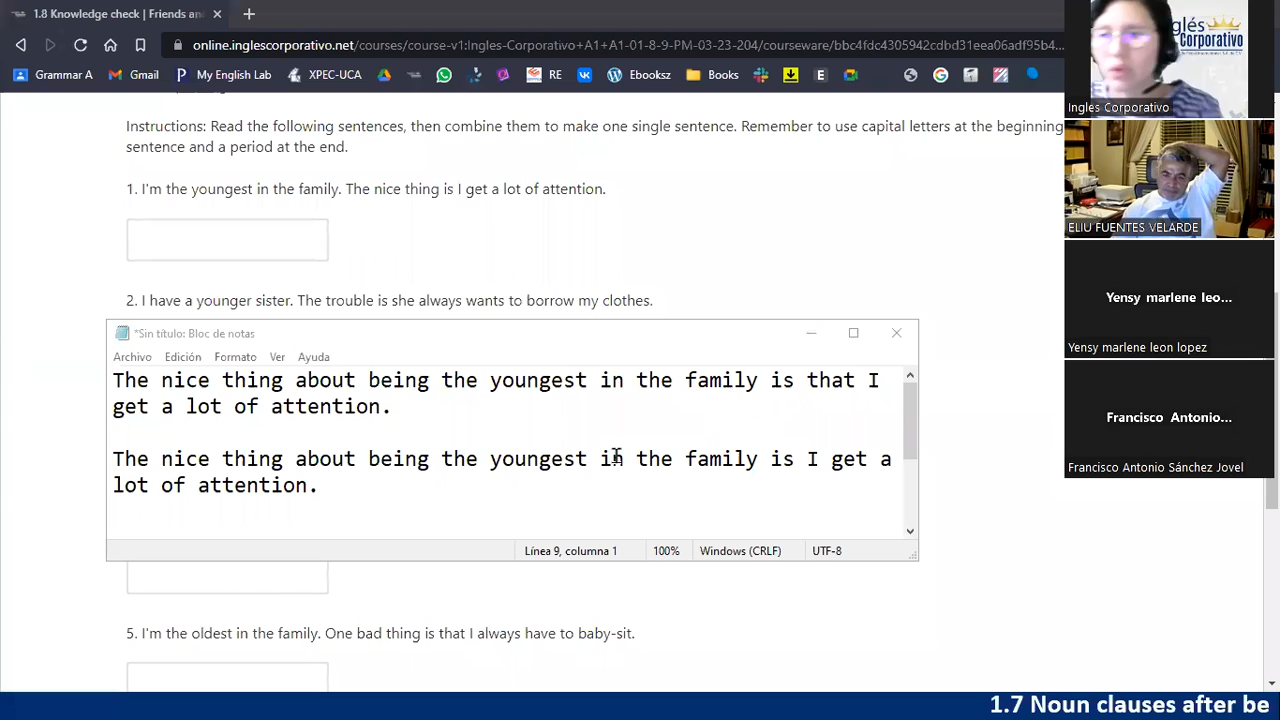 1.8 Knowledge check | Friends an
online.inglescorporativo.net/courses/course-v1:Ingles-Corporativo+A1+A1-01-8-9-PM-03-23-204/courseware/bbc4fdc4305942cdbd31eea06adf95b4...
Grammar A
Gmail
My English Lab
XPEC-UCA
RE
Ebooksz
Books
Instructions: Read the following sentences, then combine them to make one single sentence. Remember to use capital letters at the beginning
sentence and a period at the end.
1. I'm the youngest in the family. The nice thing is I get a lot of attention.
2. I have a younger sister. The trouble is she always wants to borrow my clothes.
*Sin título: Bloc de notas
Archivo Edición Formato Ver Ayuda
The nice thing about being the youngest in the family is that I
get a lot of attention.
The nice thing about being the youngest in the family is I get a
lot of attention.
Línea 9, columna 1
100%
Windows (CRLF)
UTF-8
5. I'm the oldest in the family. One bad thing is that I always have to baby-sit.
glés
Corporativo
Ingles Corporativo
ELIU FUENTES VELARDE
Yensy marlene leo...
Yensy marlene leon lopez
Francisco Antonio...
Francisco Antonio Sánchez Jovel
1.7 Noun clauses after be